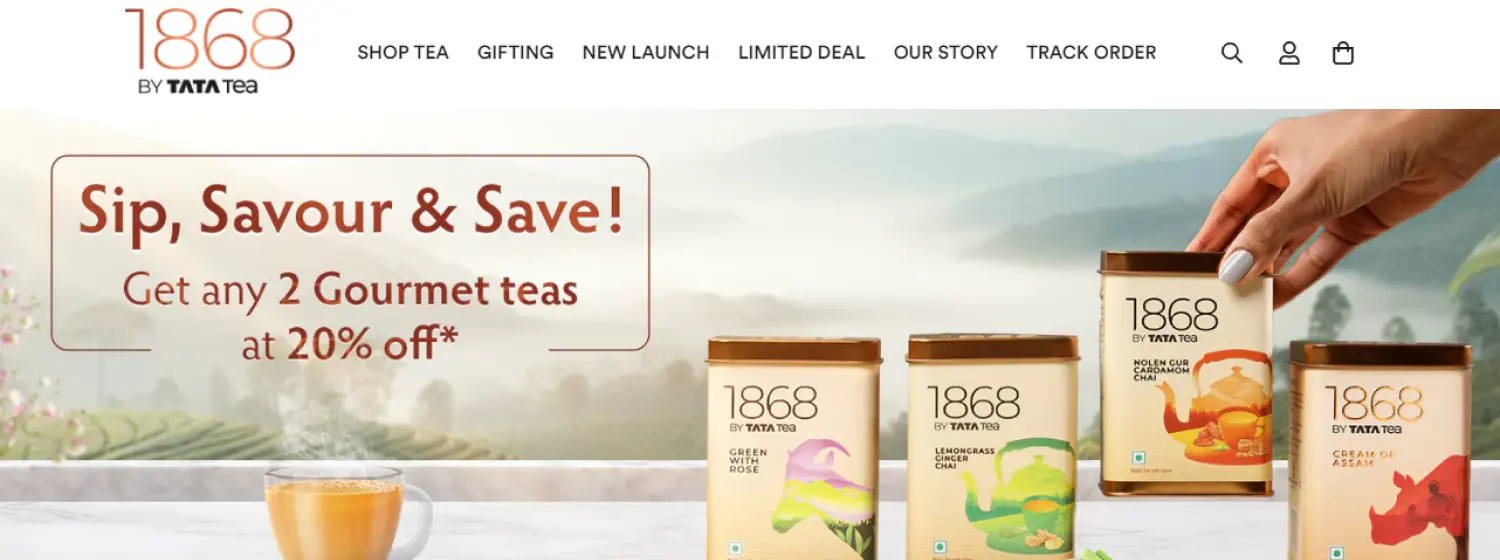 1868
BY TATA Tea
SHOP TEA
GIFTING
NEW LAUNCH
LIMITED DEAL
OUR STORY
TRACK ORDER
Sip, Savour & Save!
Get any 2 Gourmet teas
at 20% off*
1868
BY TATA Tea
GREEN
WITH
ROSE
1868
BY TATA Tea
LEMONGRASS
GINGER
CHAI
1868
BY TATA Tea
NOLEN GUR
CARDAMOM
CHAI
1868
BY TATA Tea
CREAM OF
ASSAM